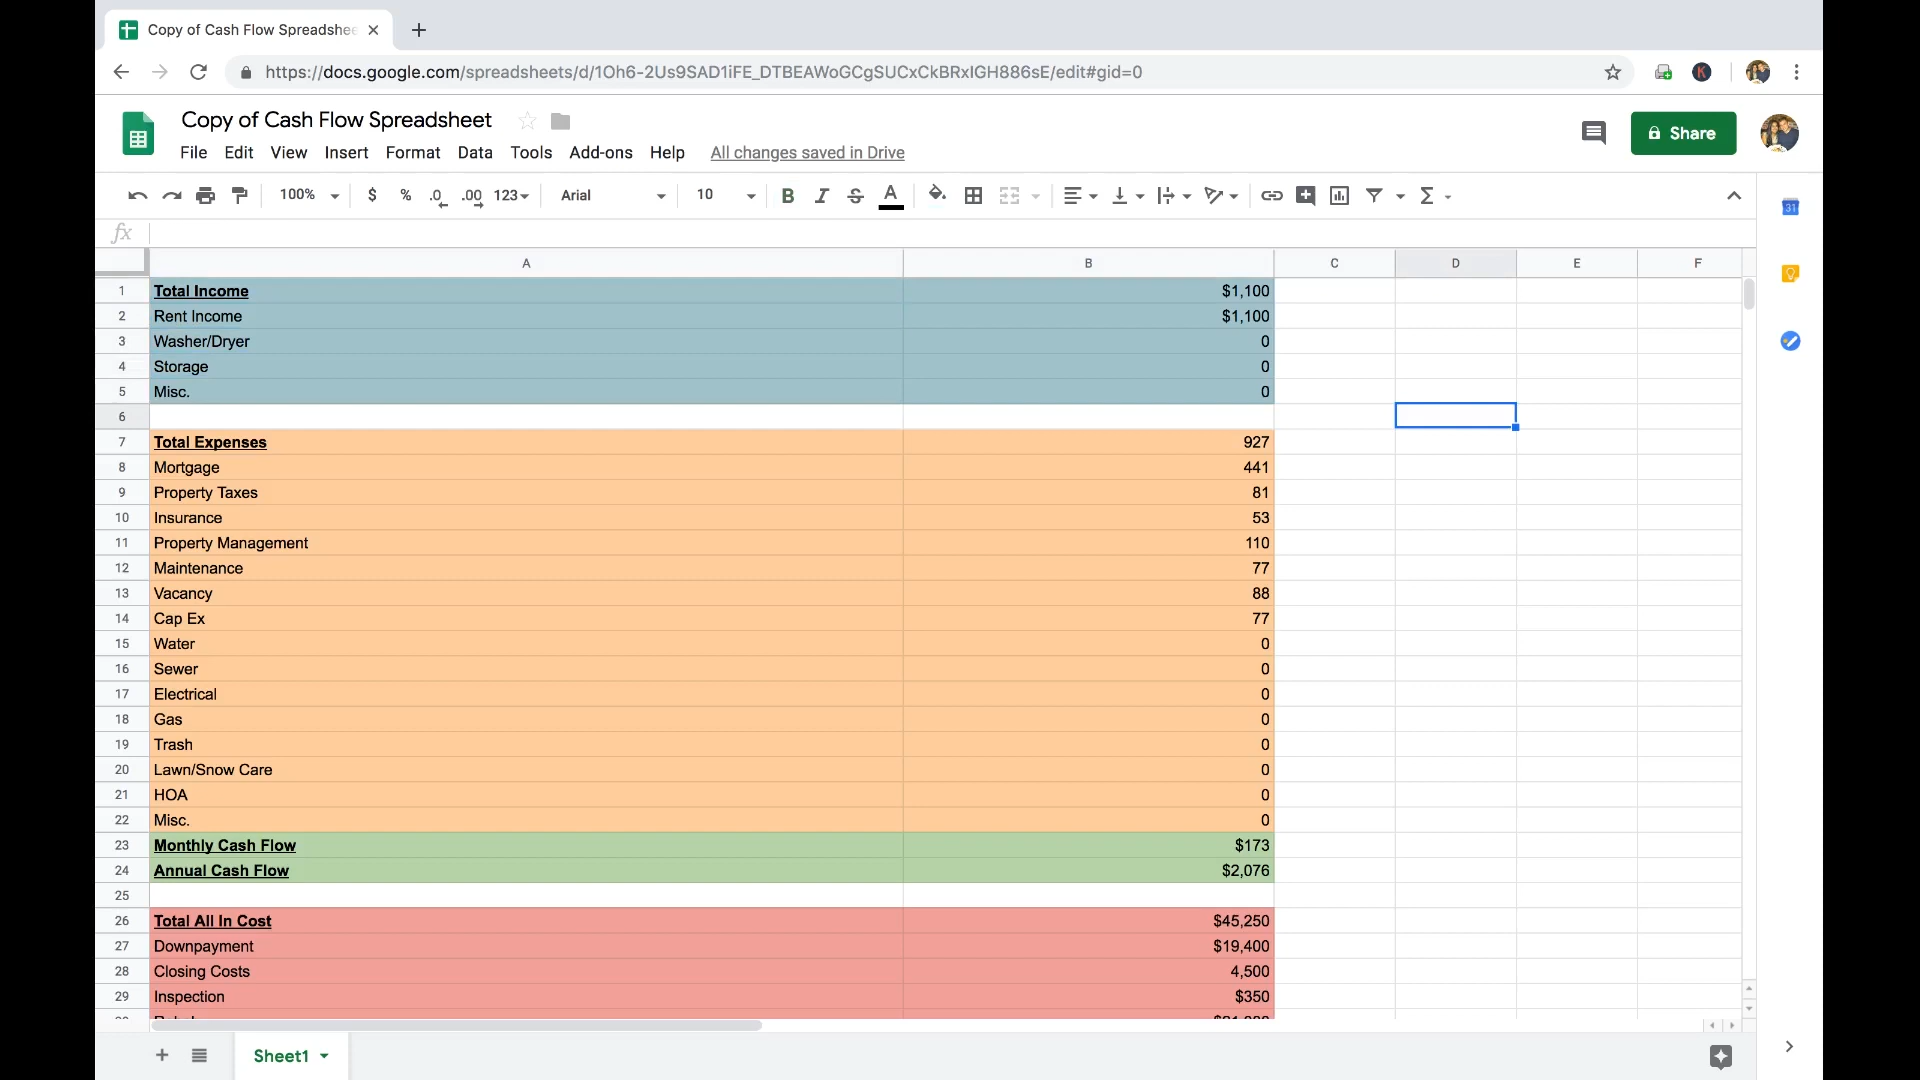 Copy of Cash Flow Spreadshee
https://docs.google.com/spreadsheets/d/1Oh6-2Us9SAD1iFE_DTBEAWoGCgSUCxCkBRxIGH886sE/edit#gid=0
K
Copy of Cash Flow Spreadsheet
Share
File Edit View Insert Format Data Tools Add-ons Help All changes saved in Drive
100% $ % .0 .00 123 Arial 10 B I S A Σ
31
fx
A B C D E F
1 Total Income $1,100
2 Rent Income $1,100
3 Washer/Dryer 0
4 Storage 0
5 Misc. 0
6
7 Total Expenses 927
8 Mortgage 441
9 Property Taxes 81
10 Insurance 53
11 Property Management 110
12 Maintenance 77
13 Vacancy 88
14 Cap Ex 77
15 Water 0
16 Sewer 0
17 Electrical 0
18 Gas 0
19 Trash 0
20 Lawn/Snow Care 0
21 HOA 0
22 Misc. 0
23 Monthly Cash Flow $173
24 Annual Cash Flow $2,076
25
26 Total All In Cost $45,250
27 Downpayment $19,400
28 Closing Costs 4,500
29 Inspection $350
Sheet1